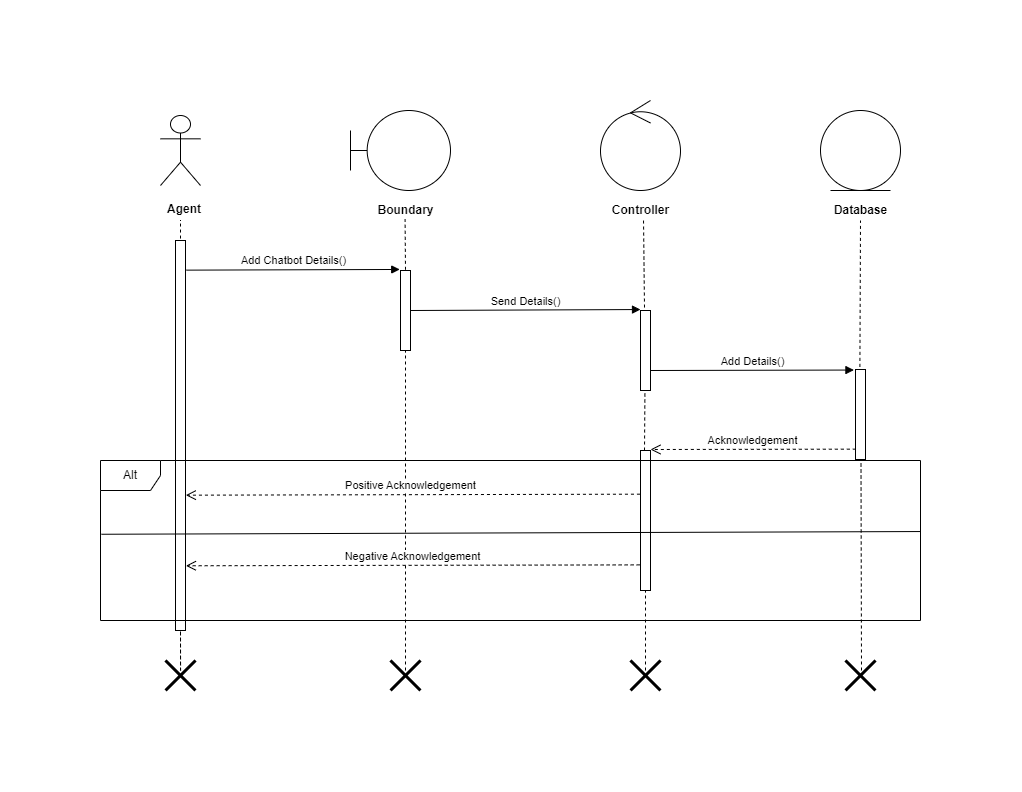 Agent
Boundary
Controller
Database
Add Chatbot Details()
Send Details()
Add Details()
Acknowledgement
Alt
Positive Acknowledgement
Negative Acknowledgement